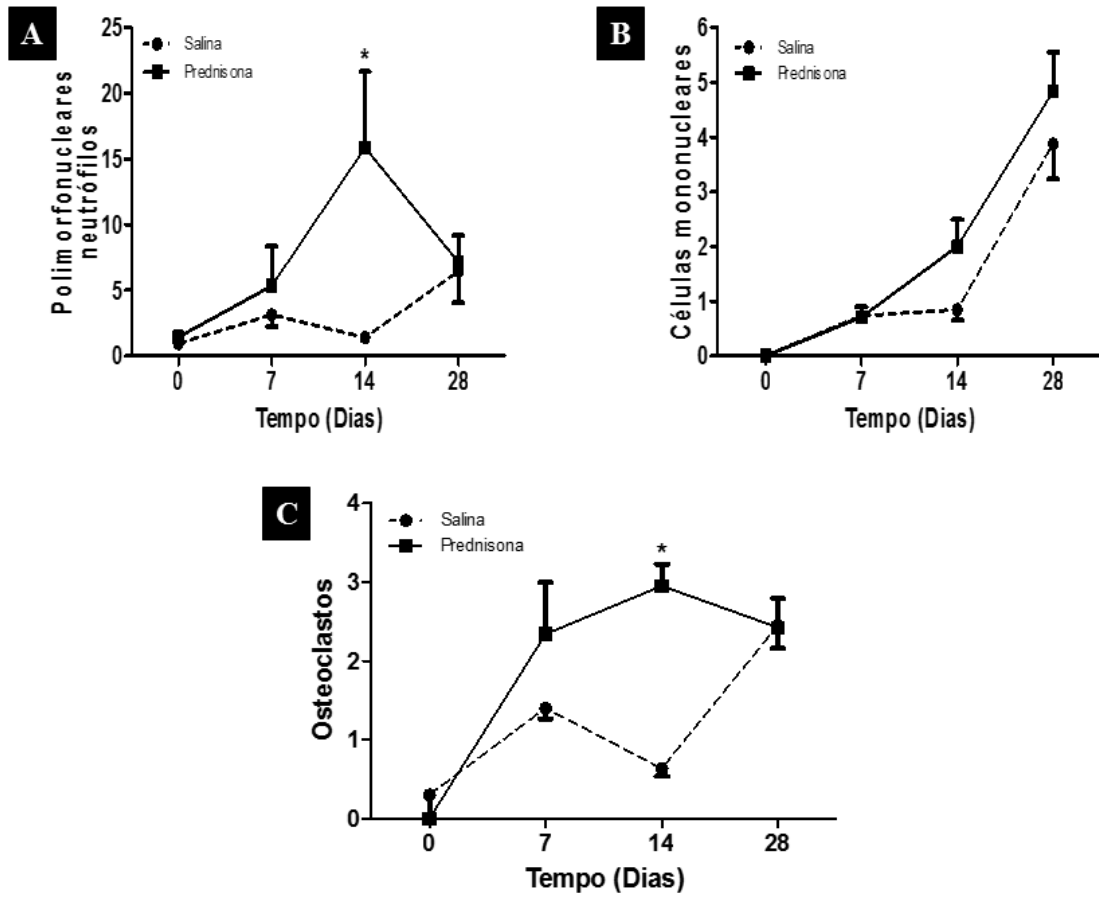 A
Polimorfonucleares
neutrófilos
25
20
15
10
5
0
Salina
Prednisona
*
0 7 14 28
Tempo (Dias)
B
Células mononucleares
6
5
4
3
2
1
0
Salina
Prednisona
0 7 14 28
Tempo (Dias)
C
Osteoclastos
4
3
2
1
0
Salina
Prednisona
*
0 7 14 28
Tempo (Dias)